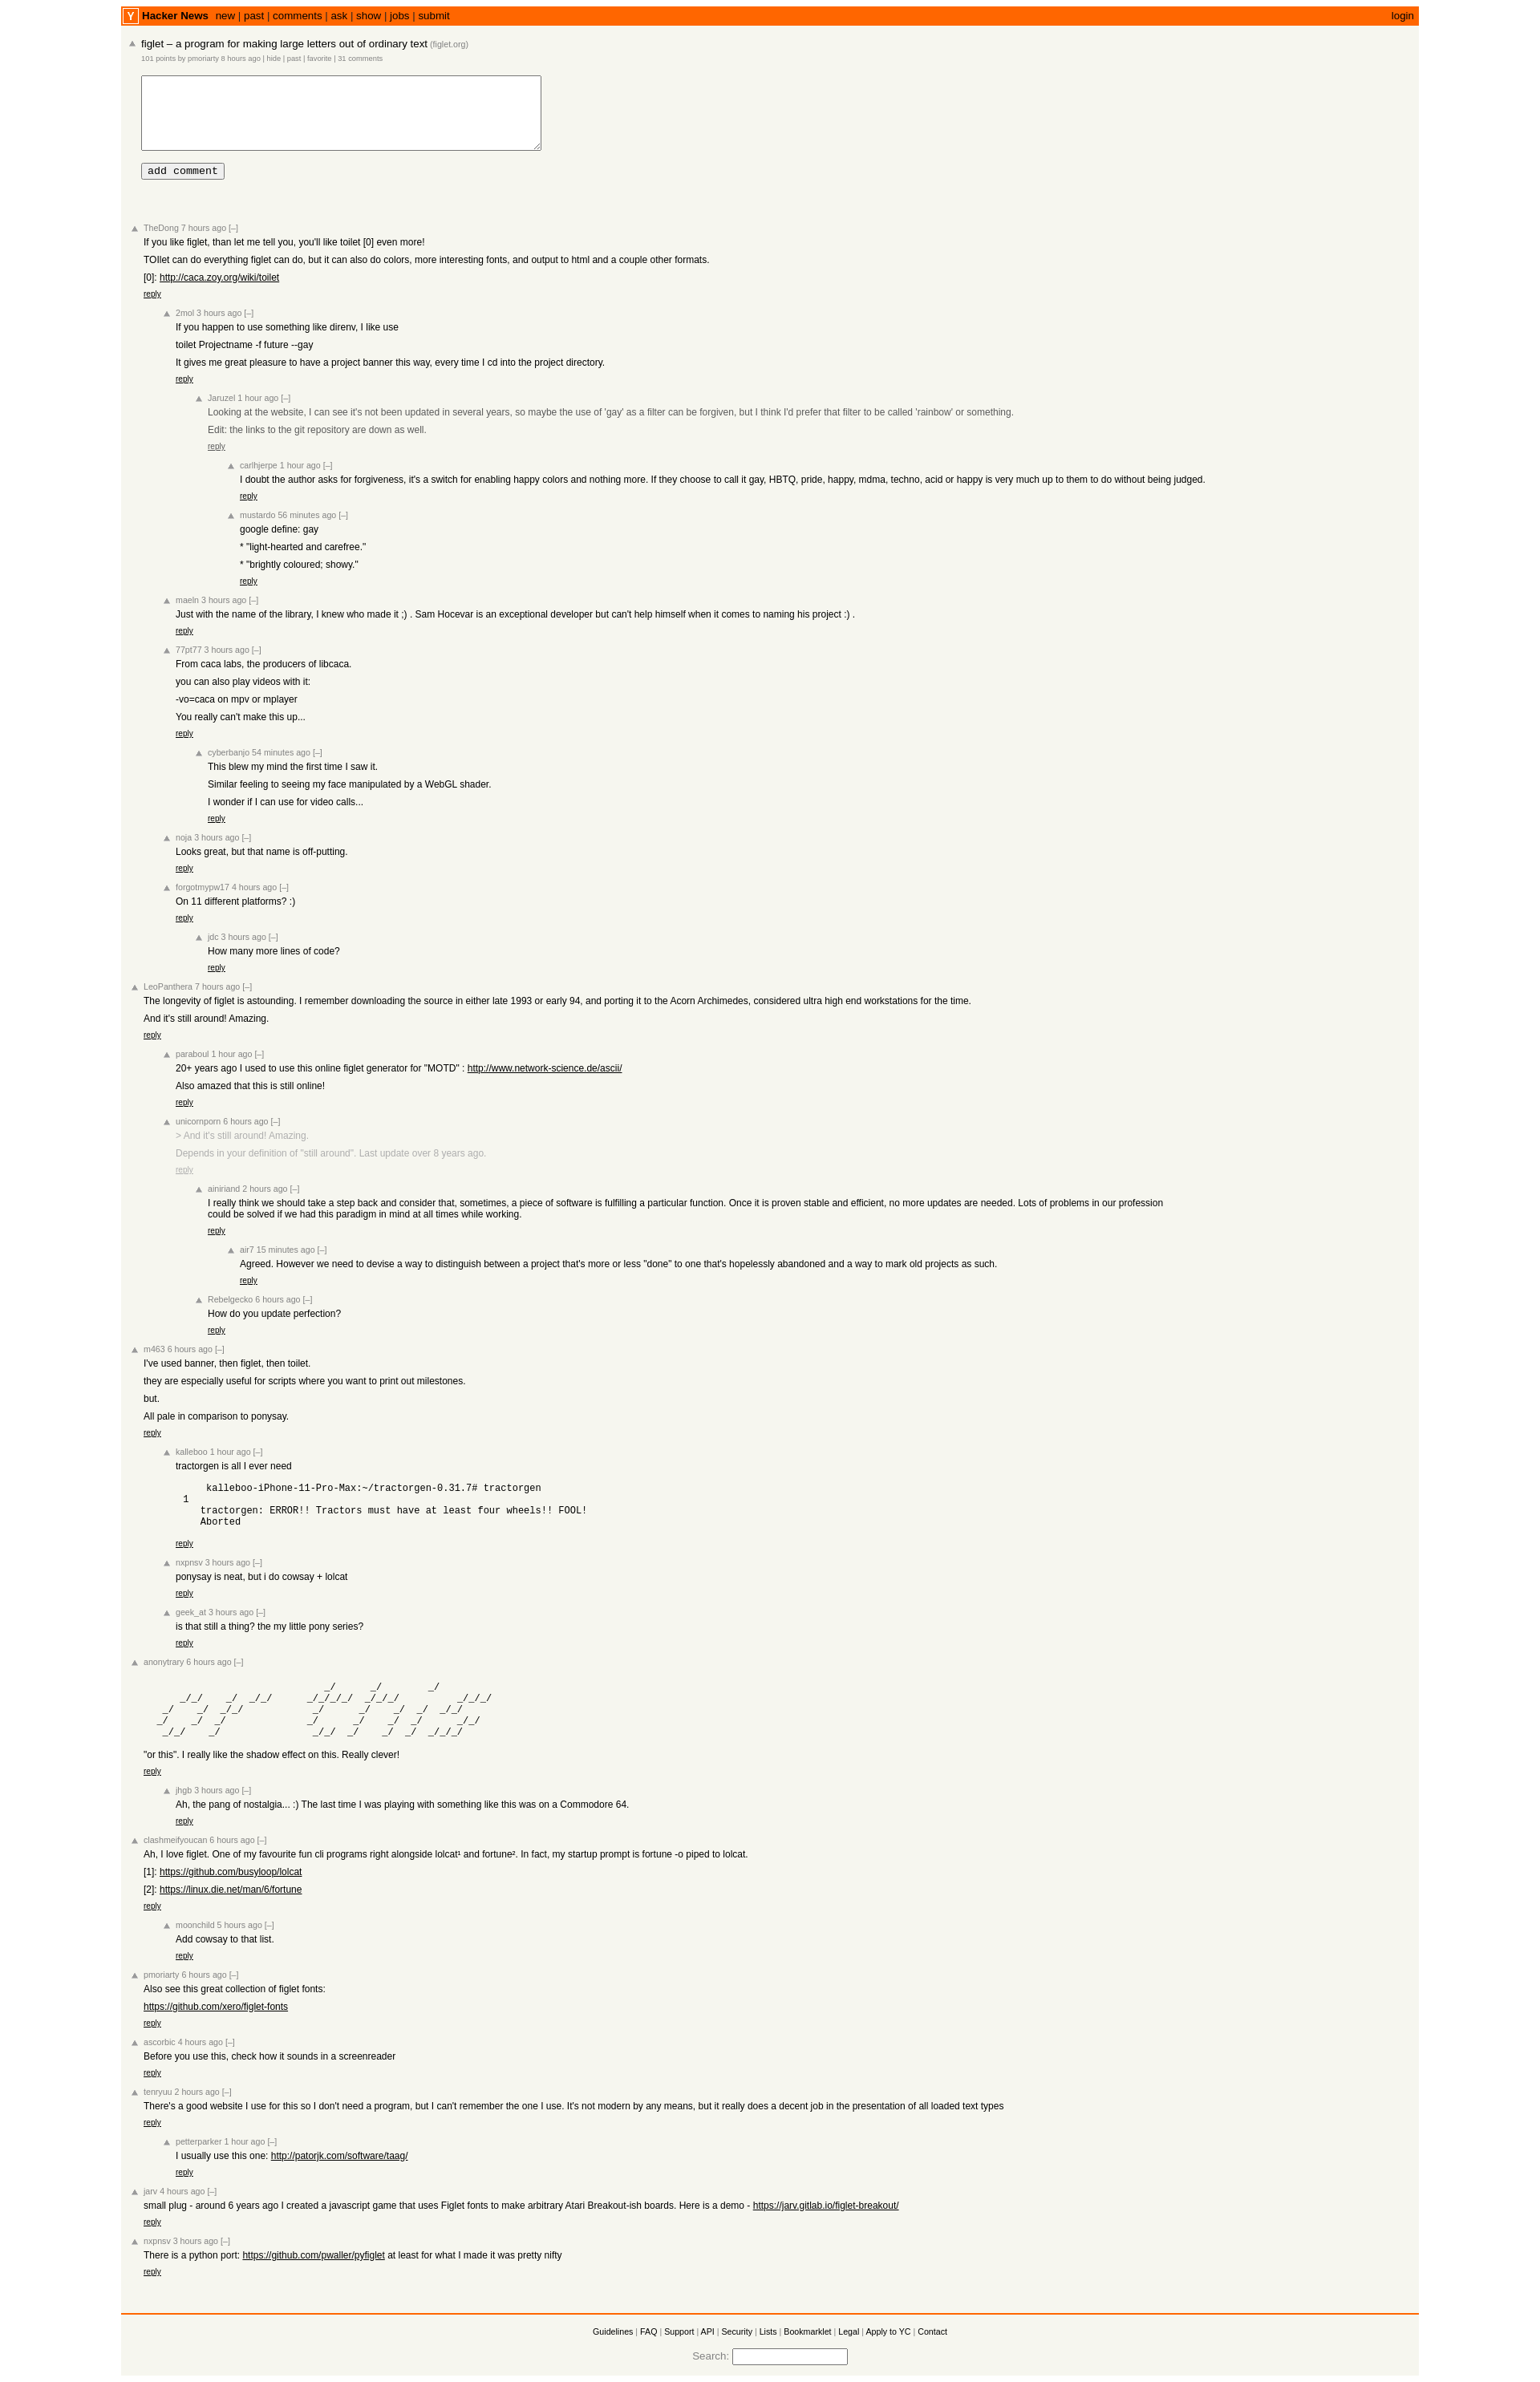 Y Hacker News new | past | comments | ask | show | jobs | submit login
figlet – a program for making large letters out of ordinary text (figlet.org)
101 points by pmoriarty 8 hours ago | hide | past | favorite | 31 comments
add comment
TheDong 7 hours ago [–]
If you like figlet, than let me tell you, you'll like toilet [0] even more!
TOIlet can do everything figlet can do, but it can also do colors, more interesting fonts, and output to html and a couple other formats.
[0]: http://caca.zoy.org/wiki/toilet
reply
2mol 3 hours ago [–]
If you happen to use something like direnv, I like use
toilet Projectname -f future --gay
It gives me great pleasure to have a project banner this way, every time I cd into the project directory.
reply
Jaruzel 1 hour ago [–]
Looking at the website, I can see it's not been updated in several years, so maybe the use of 'gay' as a filter can be forgiven, but I think I'd prefer that filter to be called 'rainbow' or something.
Edit: the links to the git repository are down as well.
reply
carlhjerpe 1 hour ago [–]
I doubt the author asks for forgiveness, it's a switch for enabling happy colors and nothing more. If they choose to call it gay, HBTQ, pride, happy, mdma, techno, acid or happy is very much up to them to do without being judged.
reply
mustardo 56 minutes ago [–]
google define: gay
* "light-hearted and carefree."
* "brightly coloured; showy."
reply
maeln 3 hours ago [–]
Just with the name of the library, I knew who made it ;) . Sam Hocevar is an exceptional developer but can't help himself when it comes to naming his project :) .
reply
77pt77 3 hours ago [–]
From caca labs, the producers of libcaca.
you can also play videos with it:
-vo=caca on mpv or mplayer
You really can't make this up...
reply
cyberbanjo 54 minutes ago [–]
This blew my mind the first time I saw it.
Similar feeling to seeing my face manipulated by a WebGL shader.
I wonder if I can use for video calls...
reply
noja 3 hours ago [–]
Looks great, but that name is off-putting.
reply
forgotmypw17 4 hours ago [–]
On 11 different platforms? :)
reply
jdc 3 hours ago [–]
How many more lines of code?
reply
LeoPanthera 7 hours ago [–]
The longevity of figlet is astounding. I remember downloading the source in either late 1993 or early 94, and porting it to the Acorn Archimedes, considered ultra high end workstations for the time.
And it's still around! Amazing.
reply
paraboul 1 hour ago [–]
20+ years ago I used to use this online figlet generator for "MOTD" : http://www.network-science.de/ascii/
Also amazed that this is still online!
reply
unicornporn 6 hours ago [–]
> And it's still around! Amazing.
Depends in your definition of "still around". Last update over 8 years ago.
reply
ainiriand 2 hours ago [–]
I really think we should take a step back and consider that, sometimes, a piece of software is fulfilling a particular function. Once it is proven stable and efficient, no more updates are needed. Lots of problems in our profession
could be solved if we had this paradigm in mind at all times while working.
reply
air7 15 minutes ago [–]
Agreed. However we need to devise a way to distinguish between a project that's more or less "done" to one that's hopelessly abandoned and a way to mark old projects as such.
reply
Rebelgecko 6 hours ago [–]
How do you update perfection?
reply
m463 6 hours ago [–]
I've used banner, then figlet, then toilet.
they are especially useful for scripts where you want to print out milestones.
but.
All pale in comparison to ponysay.
reply
kalleboo 1 hour ago [–]
tractorgen is all I ever need
kalleboo-iPhone-11-Pro-Max:~/tractorgen-0.31.7# tractorgen
1
tractorgen: ERROR!! Tractors must have at least four wheels!! FOOL!
Aborted
reply
nxpnsv 3 hours ago [–]
ponysay is neat, but i do cowsay + lolcat
reply
geek_at 3 hours ago [–]
is that still a thing? the my little pony series?
reply
anonytrary 6 hours ago [–]
                             _/      _/        _/
    _/_/    _/  _/_/      _/_/_/_/  _/_/_/          _/_/_/
 _/    _/  _/_/            _/      _/    _/  _/  _/_/
_/    _/  _/              _/      _/    _/  _/      _/_/
 _/_/    _/                _/_/  _/    _/  _/  _/_/_/
"or this". I really like the shadow effect on this. Really clever!
reply
jhgb 3 hours ago [–]
Ah, the pang of nostalgia... :) The last time I was playing with something like this was on a Commodore 64.
reply
clashmeifyoucan 6 hours ago [–]
Ah, I love figlet. One of my favourite fun cli programs right alongside lolcat¹ and fortune². In fact, my startup prompt is fortune -o piped to lolcat.
[1]: https://github.com/busyloop/lolcat
[2]: https://linux.die.net/man/6/fortune
reply
moonchild 5 hours ago [–]
Add cowsay to that list.
reply
pmoriarty 6 hours ago [–]
Also see this great collection of figlet fonts:
https://github.com/xero/figlet-fonts
reply
ascorbic 4 hours ago [–]
Before you use this, check how it sounds in a screenreader
reply
tenryuu 2 hours ago [–]
There's a good website I use for this so I don't need a program, but I can't remember the one I use. It's not modern by any means, but it really does a decent job in the presentation of all loaded text types
reply
petterparker 1 hour ago [–]
I usually use this one: http://patorjk.com/software/taag/
reply
jarv 4 hours ago [–]
small plug - around 6 years ago I created a javascript game that uses Figlet fonts to make arbitrary Atari Breakout-ish boards. Here is a demo - https://jarv.gitlab.io/figlet-breakout/
reply
nxpnsv 3 hours ago [–]
There is a python port: https://github.com/pwaller/pyfiglet at least for what I made it was pretty nifty
reply
Guidelines | FAQ | Support | API | Security | Lists | Bookmarklet | Legal | Apply to YC | Contact
Search: